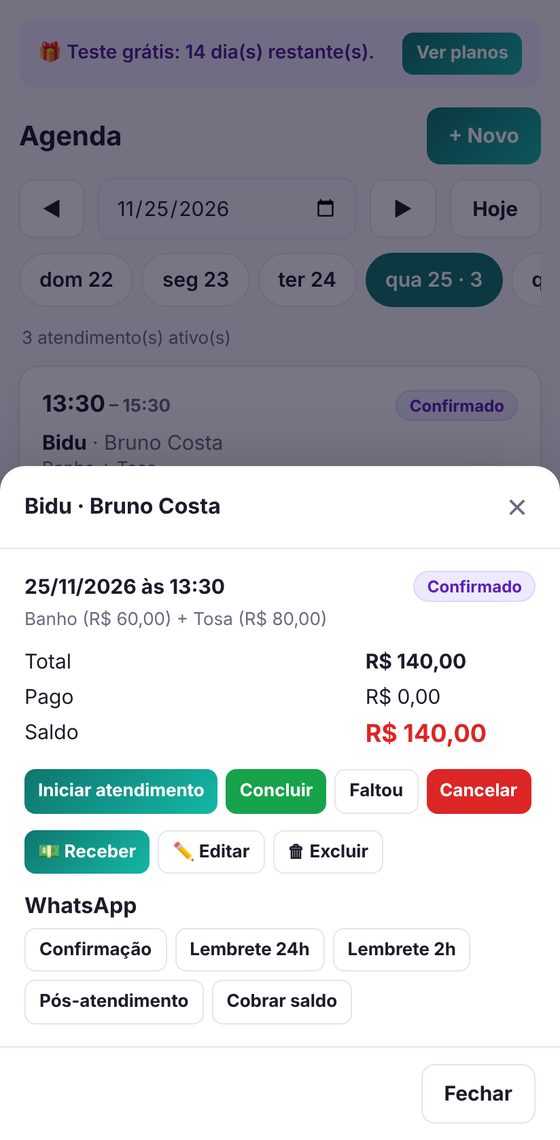 🎁 Teste grátis: 14 dia(s) restante(s).
Ver planos
Agenda
+ Novo
◀ 11/25/2026 ▶ Hoje
dom 22 seg 23 ter 24 qua 25 · 3 q
3 atendimento(s) ativo(s)
13:30 – 15:30 Confirmado
Bidu · Bruno Costa
Banho + Tosa
Bidu · Bruno Costa ×
25/11/2026 às 13:30 Confirmado
Banho (R$ 60,00) + Tosa (R$ 80,00)
Total R$ 140,00
Pago R$ 0,00
Saldo R$ 140,00
Iniciar atendimento Concluir Faltou Cancelar
💵 Receber ✏️ Editar 🗑 Excluir
WhatsApp
Confirmação Lembrete 24h Lembrete 2h
Pós-atendimento Cobrar saldo
Fechar